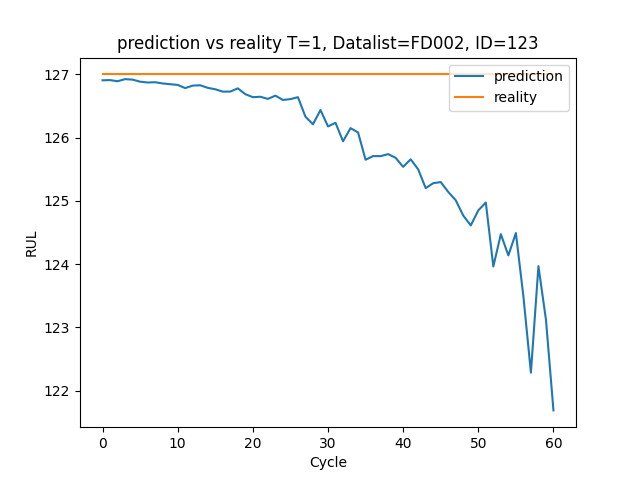 prediction vs reality T=1, Datalist=FD002, ID=123
prediction
reality
127
126
125
124
123
122
RUL
0 10 20 30 40 50 60
Cycle